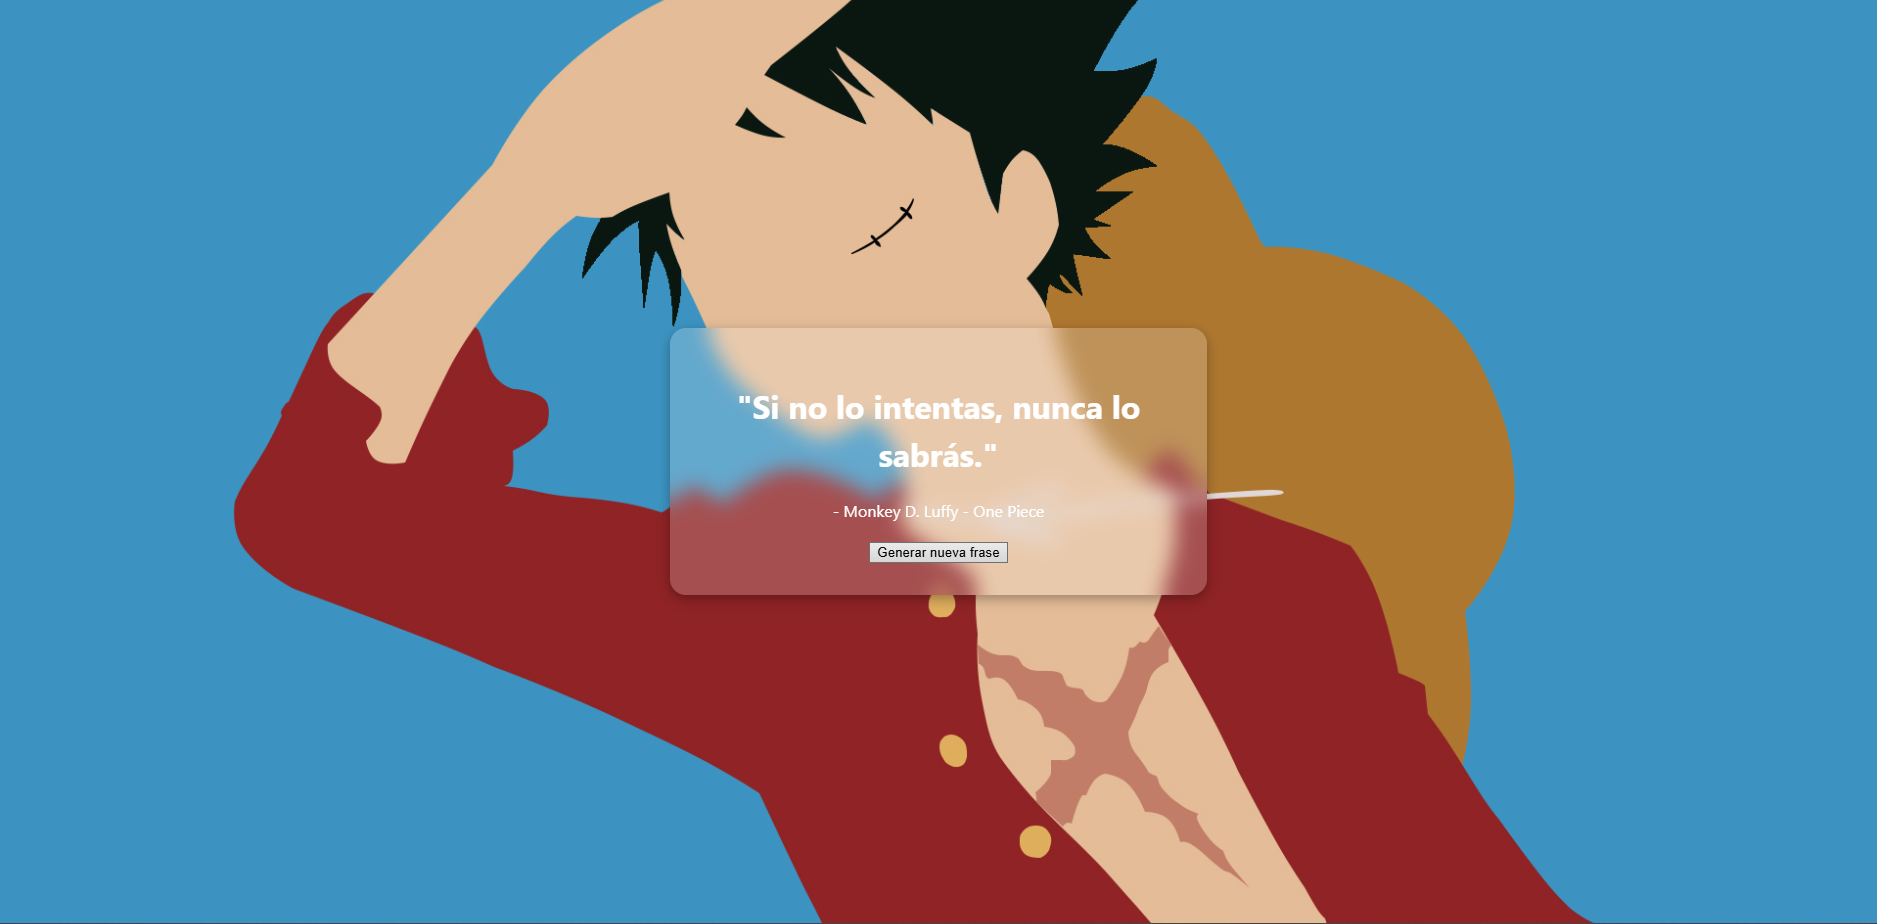 "Si no lo intentas, nunca lo
sabrás."
- Monkey D. Luffy - One Piece
Generar nueva frase